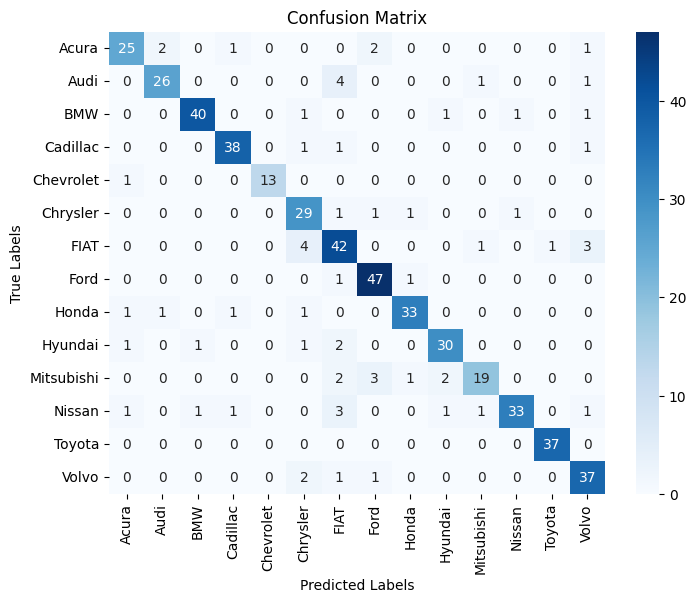 Confusion Matrix
True Labels
Acura 25 2 0 1 0 0 0 2 0 0 0 0 0 1
Audi 0 26 0 0 0 0 4 0 0 0 1 0 0 1
BMW 0 0 40 0 0 1 0 0 0 1 0 1 0 1
Cadillac 0 0 0 38 0 1 1 0 0 0 0 0 0 1
Chevrolet 1 0 0 0 13 0 0 0 0 0 0 0 0 0
Chrysler 0 0 0 0 0 29 1 1 1 0 0 1 0 0
FIAT 0 0 0 0 0 4 42 0 0 0 1 0 1 3
Ford 0 0 0 0 0 0 1 47 1 0 0 0 0 0
Honda 1 1 0 1 0 1 0 0 33 0 0 0 0 0
Hyundai 1 0 1 0 0 1 2 0 0 30 0 0 0 0
Mitsubishi 0 0 0 0 0 0 2 3 1 2 19 0 0 0
Nissan 1 0 1 1 0 0 3 0 0 1 1 33 0 1
Toyota 0 0 0 0 0 0 0 0 0 0 0 0 37 0
Volvo 0 0 0 0 0 2 1 1 0 0 0 0 0 37
Acura Audi BMW Cadillac Chevrolet Chrysler FIAT Ford Honda Hyundai Mitsubishi Nissan Toyota Volvo
Predicted Labels
40
30
20
10
0